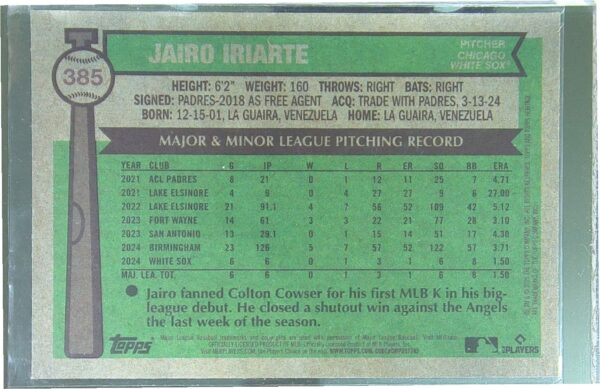 385
JAIRO IRIARTE
PITCHER
CHICAGO
WHITE SOX
HEIGHT: 6'2" WEIGHT: 160 THROWS: RIGHT BATS: RIGHT
SIGNED: PADRES-2018 AS FREE AGENT ACQ: TRADE WITH PADRES, 3-13-24
BORN: 12-15-01, LA GUAIRA, VENEZUELA HOME: LA GUAIRA, VENEZUELA
MAJOR & MINOR LEAGUE PITCHING RECORD
YEAR CLUB G IP W L R ER SO BB ERA
2021 ACL PADRES 8 21 0 1 12 11 25 7 4.71
2021 LAKE ELSINORE 4 9 0 4 27 27 9 6 27.00
2022 LAKE ELSINORE 21 91.1 4 7 56 52 109 42 5.12
2023 FORT WAYNE 14 61 3 3 22 21 77 28 3.10
2023 SAN ANTONIO 13 29.1 0 1 15 14 51 17 4.30
2024 BIRMINGHAM 23 126 5 7 57 52 122 57 3.71
2024 WHITE SOX 6 6 0 0 3 1 6 8 1.50
MAJ. LEA. TOT. 6 6 0 0 3 1 6 8 1.50
Jairo fanned Colton Cowser for his first MLB K in his big-
league debut. He closed a shutout win against the Angels
the last week of the season.
Topps
PLAYERS